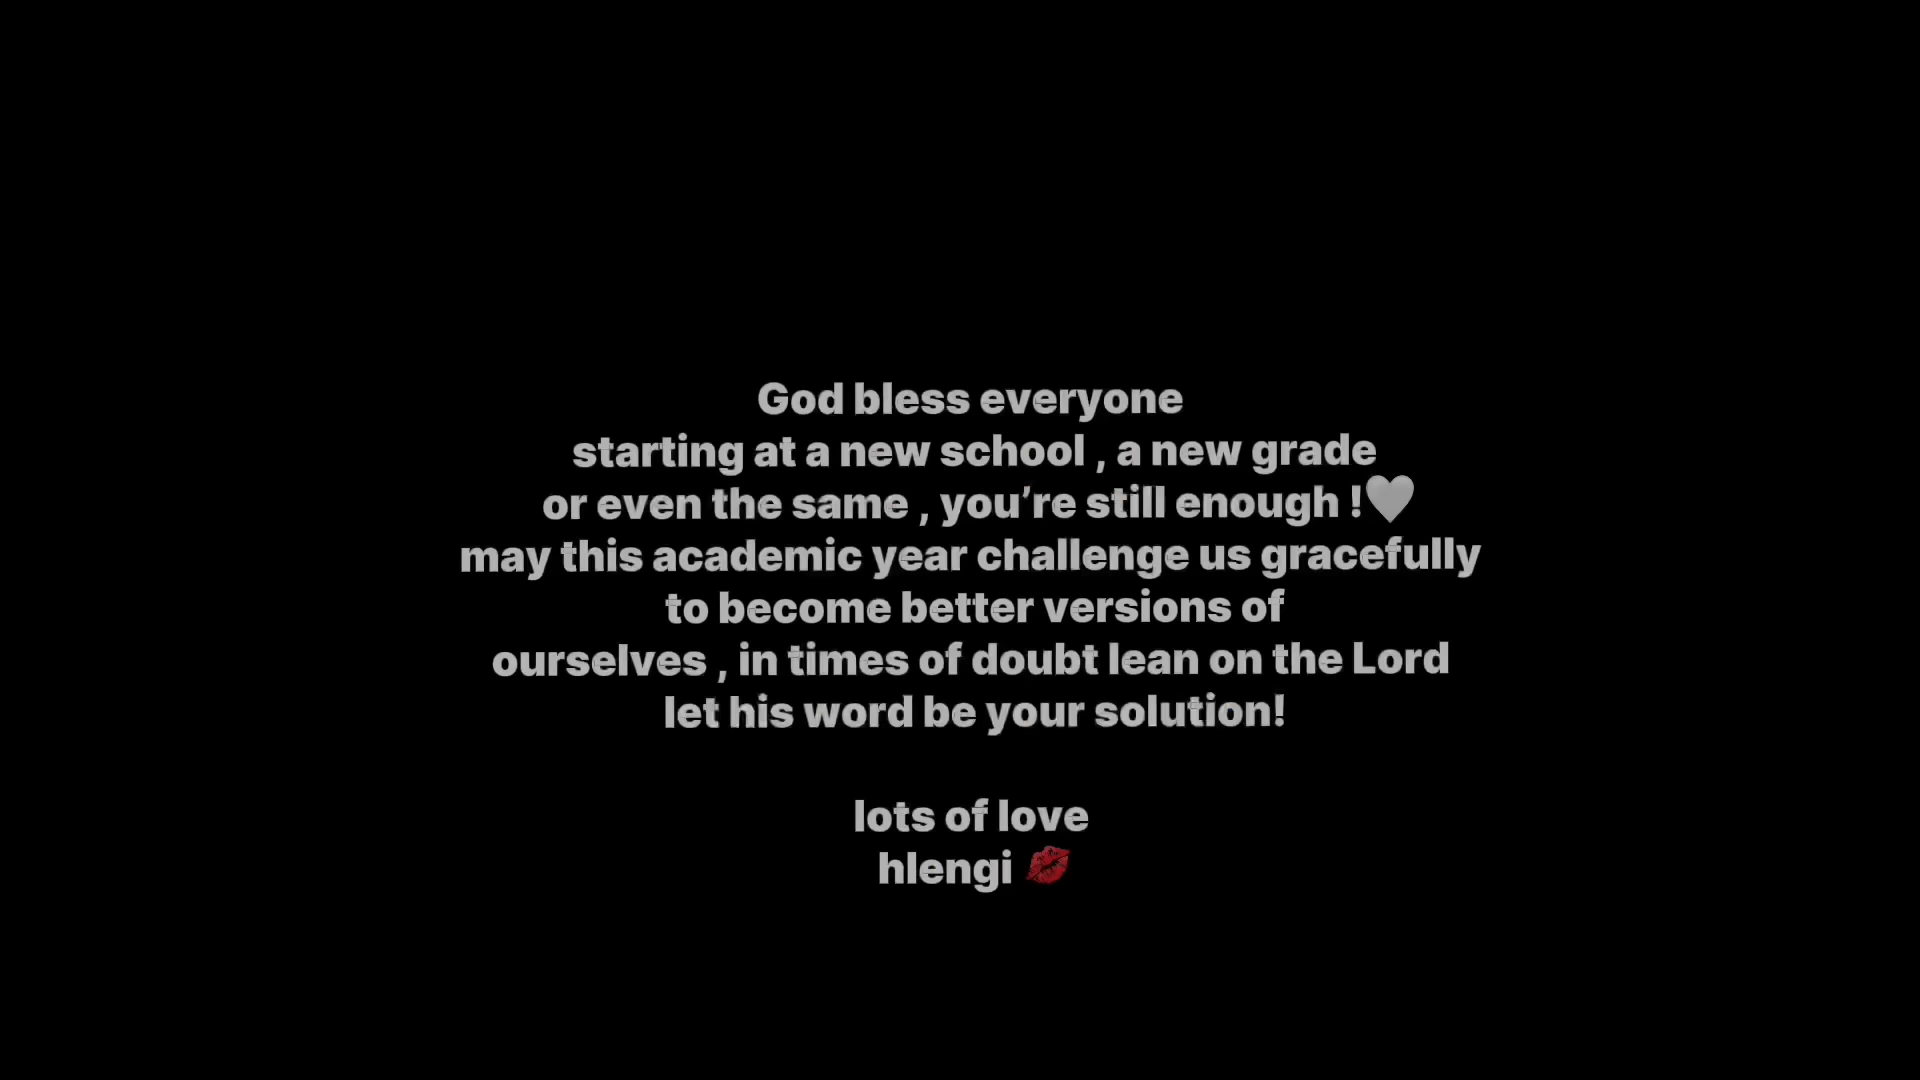 God bless everyone
starting at a new school , a new grade
or even the same , you’re still enough !🤍
may this academic year challenge us gracefully
to become better versions of
ourselves , in times of doubt lean on the Lord
let his word be your solution!
lots of love
hlengi 💋